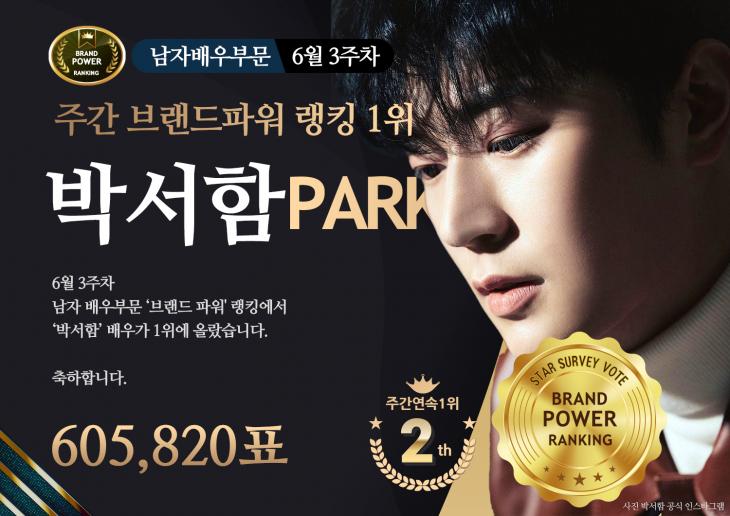 BRAND
POWER
RANKING
남자배우부문 6월 3주차
주간 브랜드파워 랭킹 1위
박서함PARK
6월 3주차
남자 배우부문 '브랜드 파워' 랭킹에서
'박서함' 배우가 1위에 올랐습니다.
축하합니다.
605,820표
주간연속1위
2th
STAR SURVEY VOTE
BRAND
POWER
RANKING
사진 박서함 공식 인스타그램